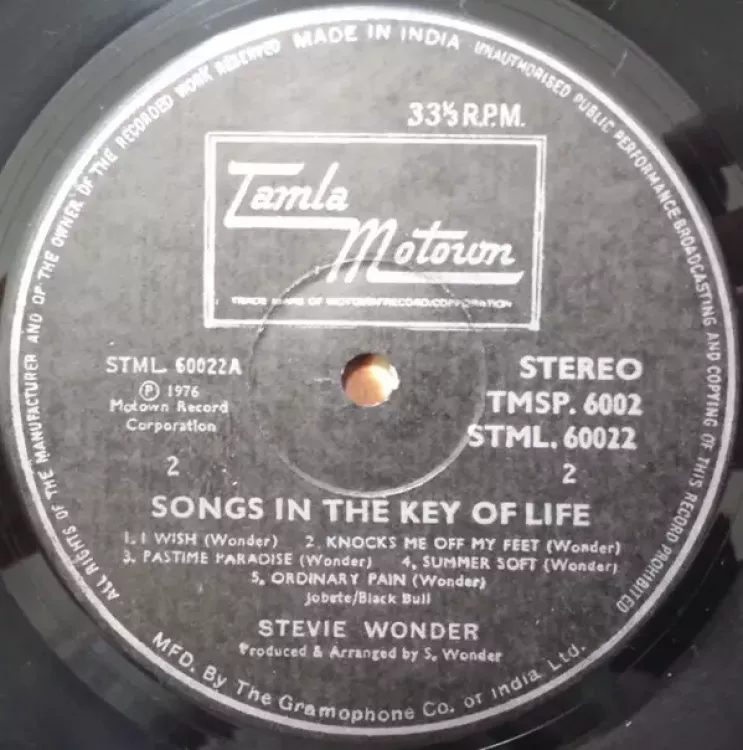 ALL RIGHTS OF THE MANUFACTURER AND OF THE OWNER OF THE RECORDED WORK RESERVED MADE IN INDIA UNAUTHORISED PUBLIC PERFORMANCE BROADCASTING AND COPYING OF THIS RECORD PROHIBITED
33⅓ R.P.M.
Tamla
Motown
TRADE MARK OF MOTOWN RECORD CORPORATION
STML. 60022A
Ⓟ 1976
Motown Record
Corporation
2
STEREO
TMSP. 6002
STML. 60022
2
SONGS IN THE KEY OF LIFE
1. I WISH (Wonder) 2. KNOCKS ME OFF MY FEET (Wonder)
3. PASTIME PARADISE (Wonder) 4. SUMMER SOFT (Wonder)
5. ORDINARY PAIN (Wonder)
Jobete/Black Bull
STEVIE WONDER
Produced & Arranged by S. Wonder
MFD. By The Gramophone Co. of India Ltd.